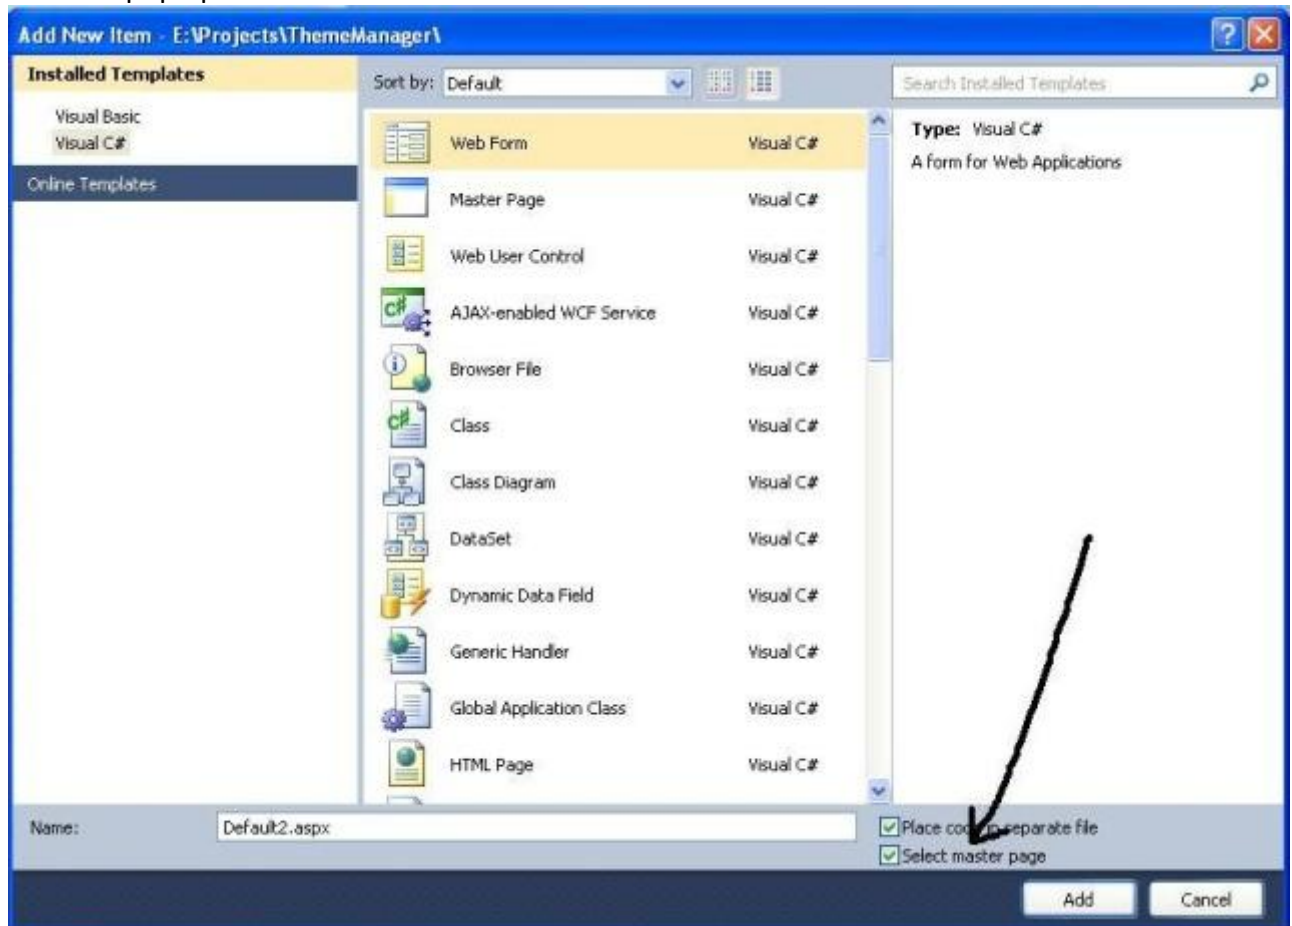 Add New Item - E:\Projects\ThemeManager\
Installed Templates
Visual Basic
Visual C#
Online Templates
Sort by: Default
Search Installed Templates
Web Form Visual C#
Master Page Visual C#
Web User Control Visual C#
AJAX-enabled WCF Service Visual C#
Browser File Visual C#
Class Visual C#
Class Diagram Visual C#
DataSet Visual C#
Dynamic Data Field Visual C#
Generic Handler Visual C#
Global Application Class Visual C#
HTML Page Visual C#
Type: Visual C#
A form for Web Applications
Name: Default2.aspx
Place code in separate file
Select master page
Add Cancel